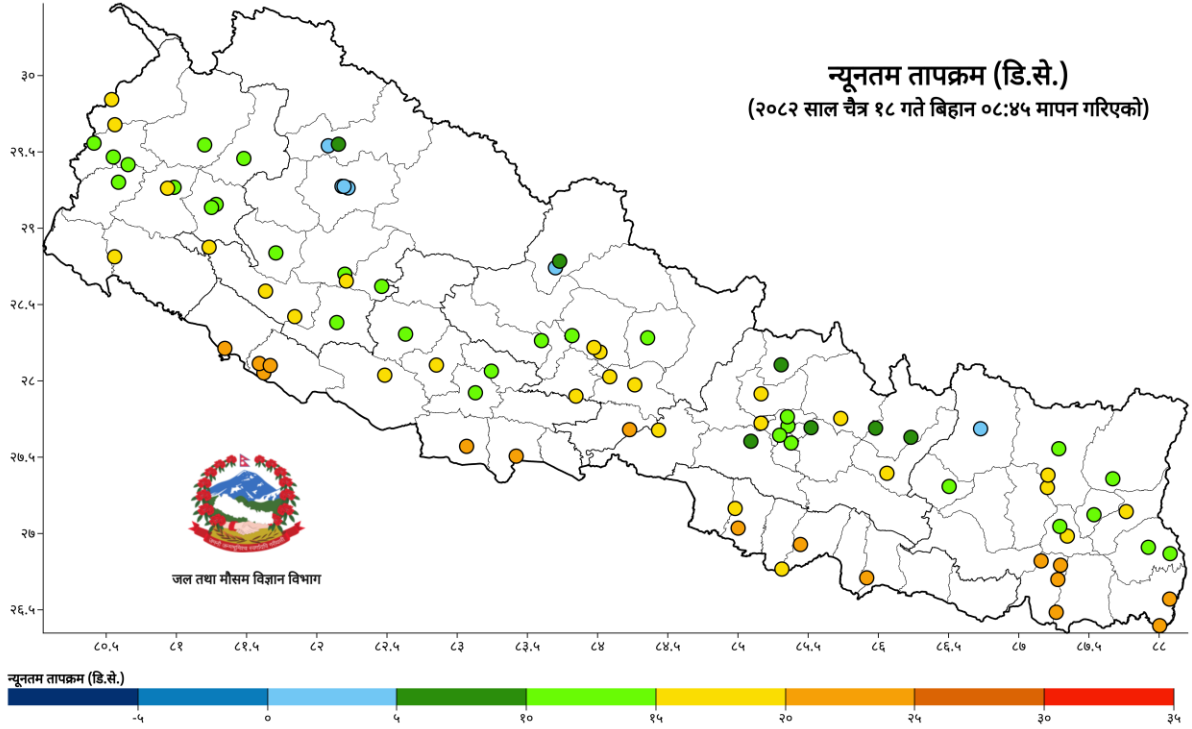 न्यूनतम तापक्रम (डि.से.)
(२०८२ साल चैत्र १८ गते बिहान ०८:४५ मापन गरिएको)
३०
२९.५
२९
२८.५
२८
२७.५
२७
२६.५
जल तथा मौसम विज्ञान विभाग
८०.५ ८१ ८१.५ ८२ ८२.५ ८३ ८३.५ ८४ ८४.५ ८५ ८५.५ ८६ ८६.५ ८७ ८७.५ ८८
न्यूनतम तापक्रम (डि.से.)
-५ ० ५ १० १५ २० २५ ३० ३५